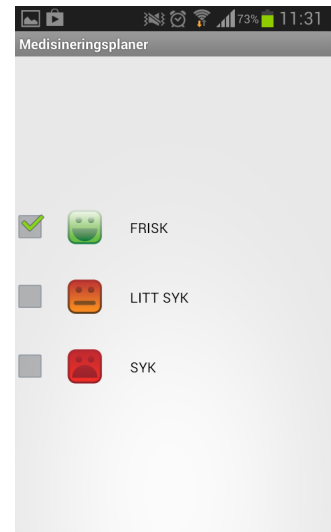 73% 11:31
Medisineringsplaner
FRISK
LITT SYK
SYK